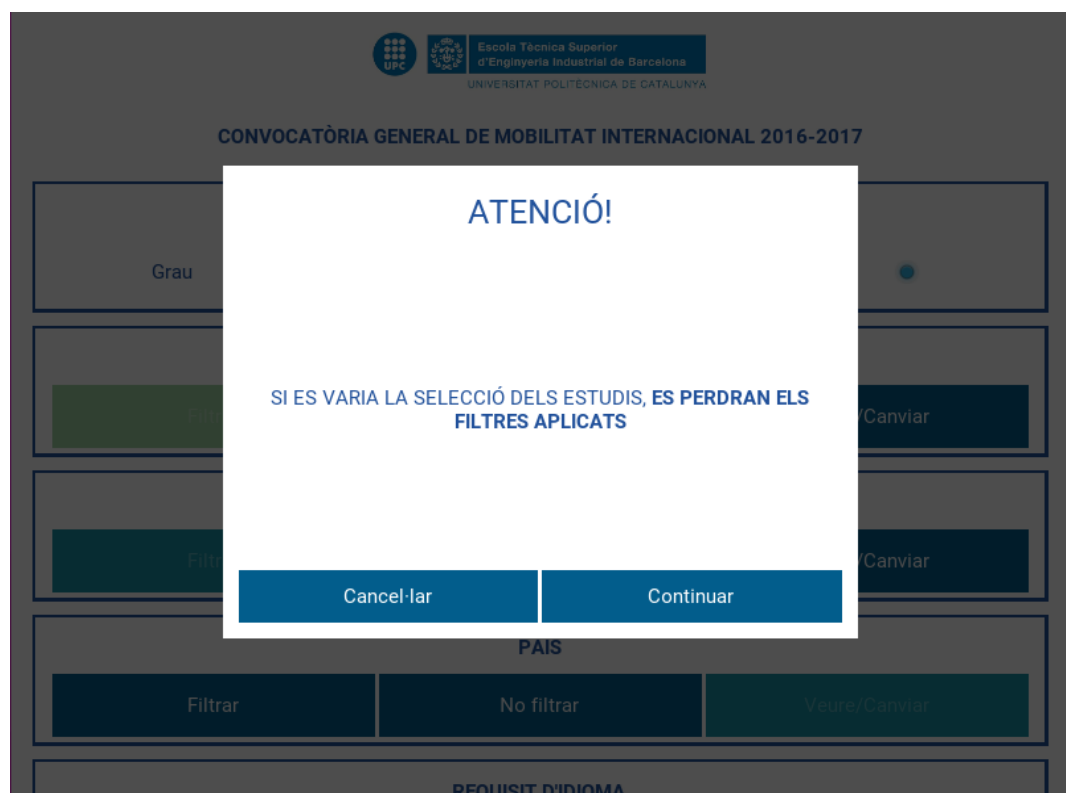 UPC
Escola Tècnica Superior
d'Enginyeria Industrial de Barcelona
UNIVERSITAT POLITÈCNICA DE CATALUNYA
CONVOCATÒRIA GENERAL DE MOBILITAT INTERNACIONAL 2016-2017
ATENCIÓ!
Grau
SI ES VARIA LA SELECCIÓ DELS ESTUDIS, ES PERDRAN ELS
FILTRES APLICATS
/Canviar
/Canviar
Cancel·lar
Continuar
PAÍS
Filtrar
No filtrar
Veure/Canviar
REQUISIT D'IDIOMA